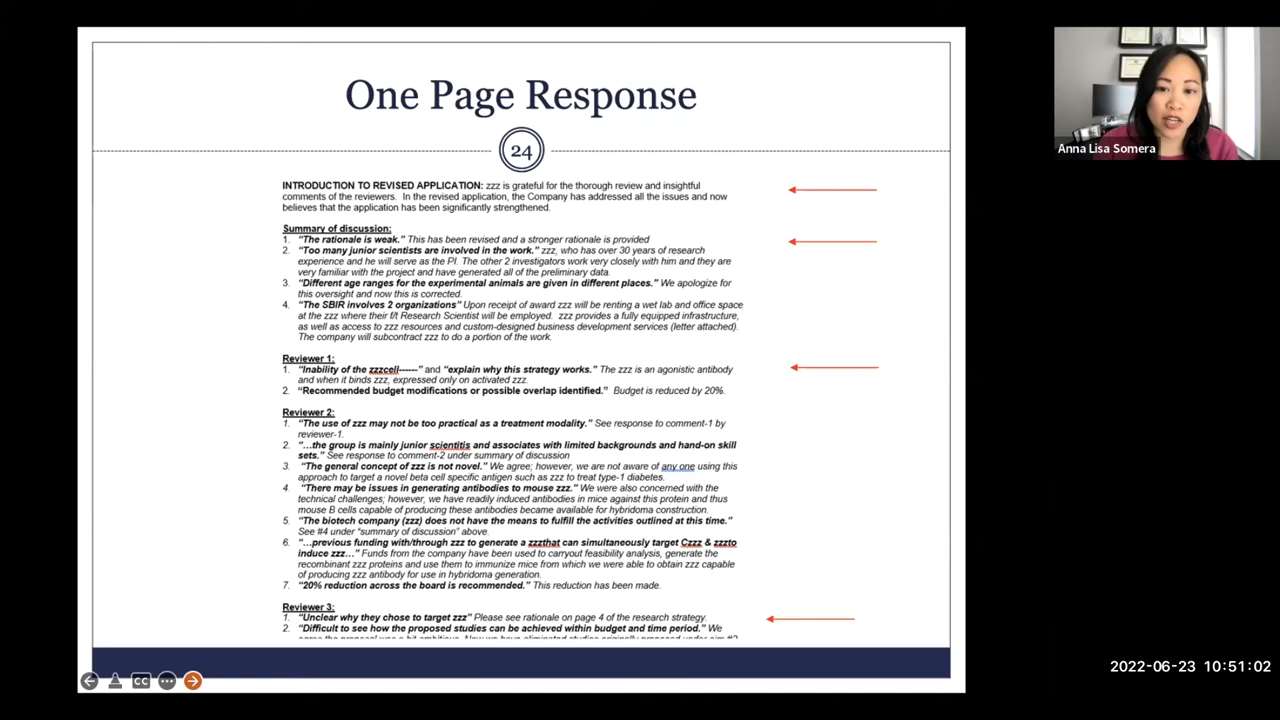 One Page Response
24
INTRODUCTION TO REVISED APPLICATION: zzz is grateful for the thorough review and insightful
comments of the reviewers. In the revised application, the Company has addressed all the issues and now
believes that the application has been significantly strengthened.
Summary of discussion:
1. “The rationale is weak.” This has been revised and a stronger rationale is provided
2. “Too many junior scientists are involved in the work.” zzz, who has over 30 years of research
experience and he will serve as the PI. The other 2 investigators work very closely with him and they are
very familiar with the project and have generated all of the preliminary data.
3. “Different age ranges for the experimental animals are given in different places.” We apologize for
this oversight and now this is corrected.
4. “The SBIR involves 2 organizations” Upon receipt of award zzz will be renting a wet lab and office space
at the zzz where their f/t Research Scientist will be employed. zzz provides a fully equipped infrastructure,
as well as access to zzz resources and custom-designed business development services (letter attached).
The company will subcontract zzz to do a portion of the work.
Reviewer 1:
1. “Inability of the zzzcell------” and “explain why this strategy works.” The zzz is an agonistic antibody
and when it binds zzz, expressed only on activated zzz.
2. “Recommended budget modifications or possible overlap identified.” Budget is reduced by 20%.
Reviewer 2:
1. “The use of zzz may not be too practical as a treatment modality.” See response to comment-1 by
reviewer-1.
2. “…the group is mainly junior scientitis and associates with limited backgrounds and hand-on skill
sets.” See response to comment-2 under summary of discussion
3. “The general concept of zzz is not novel.” We agree; however, we are not aware of any one using this
approach to target a novel beta cell specific antigen such as zzz to treat type-1 diabetes.
4. “There may be issues in generating antibodies to mouse zzz.” We were also concerned with the
technical challenges; however, we have readily induced antibodies in mice against this protein and thus
mouse B cells capable of producing these antibodies became available for hybridoma construction.
5. “The biotech company (zzz) does not have the means to fulfill the activities outlined at this time.”
See #4 under “summary of discussion” above.
6. “…previous funding with/through zzz to generate a zzzthat can simultaneously target Czzz & zzzto
induce zzz…” Funds from the company have been used to carryout feasibility analysis, generate the
recombinant zzz proteins and use them to immunize mice from which we were able to obtain zzz capable
of producing zzz antibody for use in hybridoma generation.
7. “20% reduction across the board is recommended.” This reduction has been made.
Reviewer 3:
1. “Unclear why they chose to target zzz” Please see rationale on page 4 of the research strategy.
2. “Difficult to see how the proposed studies can be achieved within budget and time period.” We
agree the proposal was a bit ambitious. Now we have eliminated studies originally proposed under aim #2
CC
Anna Lisa Somera
2022-06-23 10:51:02